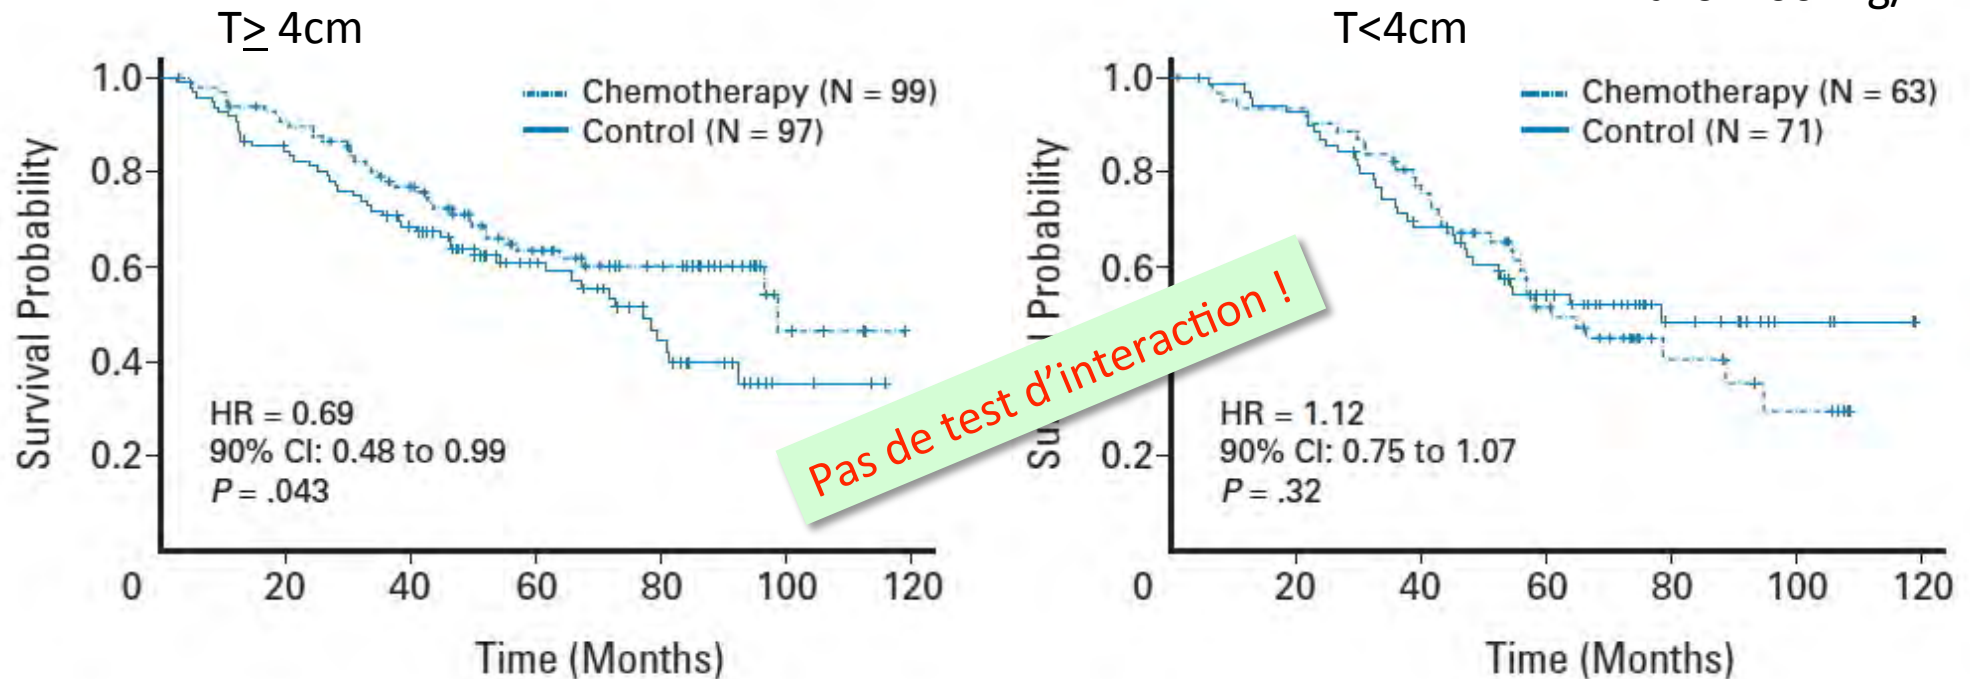 T≥ 4cm
Chemotherapy (N = 99)
Control (N = 97)
Survival Probability
1.0
0.8
0.6
0.4
0.2
HR = 0.69
90% CI: 0.48 to 0.99
P = .043
0
20
40
60
80
100
120
Time (Months)
Pas de test d'interaction !
T<4cm
Chemotherapy (N = 63)
Control (N = 71)
Probability
1.0
0.8
0.6
0.2
HR = 1.12
90% CI: 0.75 to 1.07
P = .32
0
20
40
60
80
100
120
Time (Months)